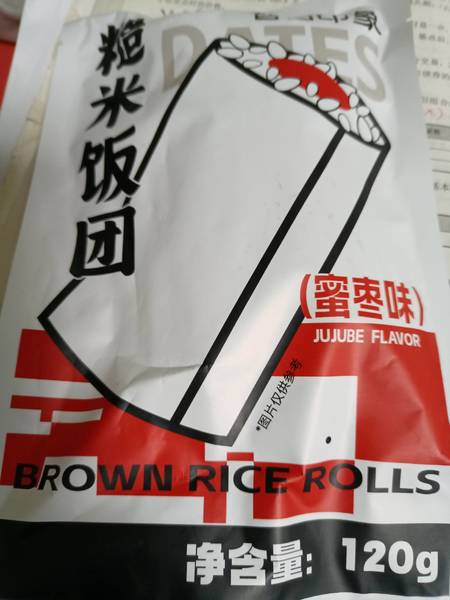 DATES
糙米饭团
(蜜枣味)
JUJUBE FLAVOR
*图片仅供参考
BROWN RICE ROLLS
净含量: 120g